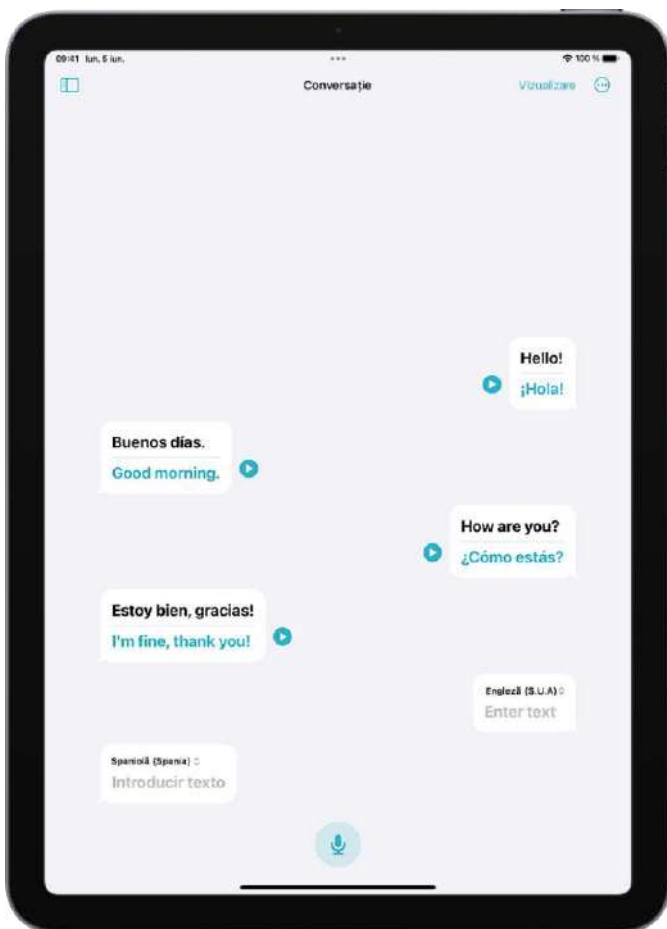 09:41 lun. 5 iun.
100 %
Conversație
Vizualizare
Hello!
¡Hola!
Buenos días.
Good morning.
How are you?
¿Cómo estás?
Estoy bien, gracias!
I'm fine, thank you!
Engleză (S.U.A)
Enter text
Spaniolă (Spania)
Introducir texto